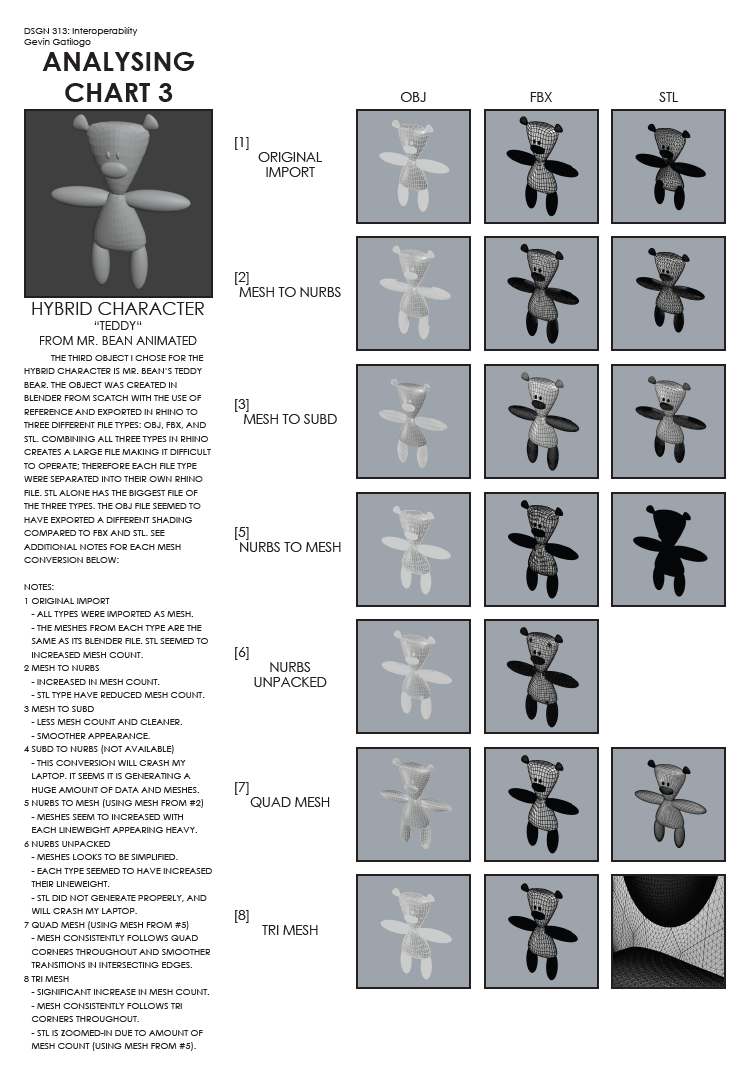 DSGN 313: Interoperability
Gevin Gatilogo
ANALYSING
CHART 3
HYBRID CHARACTER
“TEDDY“
FROM MR. BEAN ANIMATED
THE THIRD OBJECT I CHOSE FOR THE
HYBRID CHARACTER IS MR. BEAN'S TEDDY
BEAR. THE OBJECT WAS CREATED IN
BLENDER FROM SCATCH WITH THE USE OF
REFERENCE AND EXPORTED IN RHINO TO
THREE DIFFERENT FILE TYPES: OBJ, FBX, AND
STL. COMBINING ALL THREE TYPES IN RHINO
CREATES A LARGE FILE MAKING IT DIFFICULT
TO OPERATE; THEREFORE EACH FILE TYPE
WERE SEPARATED INTO THEIR OWN RHINO
FILE. STL ALONE HAS THE BIGGEST FILE OF
THE THREE TYPES. THE OBJ FILE SEEMED TO
HAVE EXPORTED A DIFFERENT SHADING
COMPARED TO FBX AND STL. SEE
ADDITIONAL NOTES FOR EACH MESH
CONVERSION BELOW:
NOTES:
1 ORIGINAL IMPORT
- ALL TYPES WERE IMPORTED AS MESH.
- THE MESHES FROM EACH TYPE ARE THE
SAME AS ITS BLENDER FILE. STL SEEMED TO
INCREASED MESH COUNT.
2 MESH TO NURBS
- INCREASED IN MESH COUNT.
- STL TYPE HAVE REDUCED MESH COUNT.
3 MESH TO SUBD
- LESS MESH COUNT AND CLEANER.
- SMOOTHER APPEARANCE.
4 SUBD TO NURBS (NOT AVAILABLE)
- THIS CONVERSION WILL CRASH MY
LAPTOP. IT SEEMS IT IS GENERATING A
HUGE AMOUNT OF DATA AND MESHES.
5 NURBS TO MESH (USING MESH FROM #2)
- MESHES SEEM TO INCREASED WITH
EACH LINEWEIGHT APPEARING HEAVY.
6 NURBS UNPACKED
- MESHES LOOKS TO BE SIMPLIFIED.
- EACH TYPE SEEMED TO HAVE INCREASED
THEIR LINEWEIGHT.
- STL DID NOT GENERATE PROPERLY, AND
WILL CRASH MY LAPTOP.
7 QUAD MESH (USING MESH FROM #5)
- MESH CONSISTENTLY FOLLOWS QUAD
CORNERS THROUGHOUT AND SMOOTHER
TRANSITIONS IN INTERSECTING EDGES.
8 TRI MESH
- SIGNIFICANT INCREASE IN MESH COUNT.
- MESH CONSISTENTLY FOLLOWS TRI
CORNERS THROUGHOUT.
- STL IS ZOOMED-IN DUE TO AMOUNT OF
MESH COUNT (USING MESH FROM #5).
OBJ FBX STL
[1]
ORIGINAL
IMPORT
[2]
MESH TO NURBS
[3]
MESH TO SUBD
[5]
NURBS TO MESH
[6]
NURBS
UNPACKED
[7]
QUAD MESH
[8]
TRI MESH